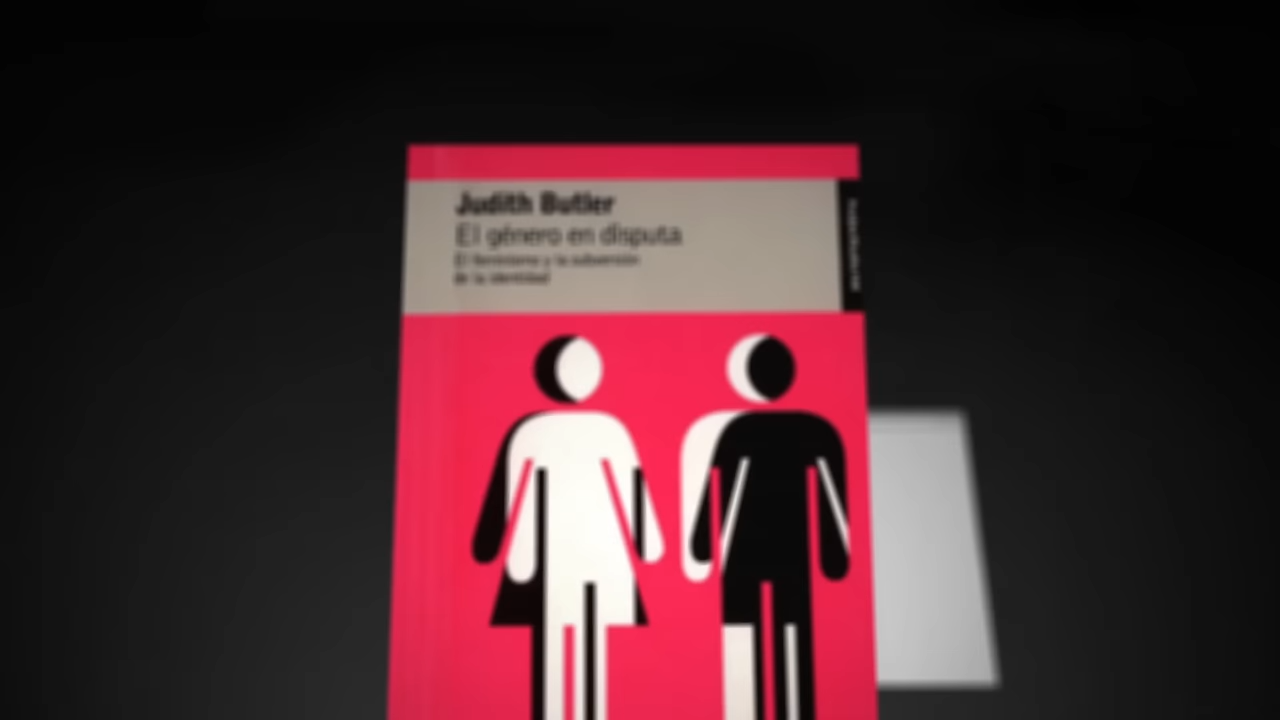 Judith Butler
El género en disputa
El feminismo y la subversión
de la identidad